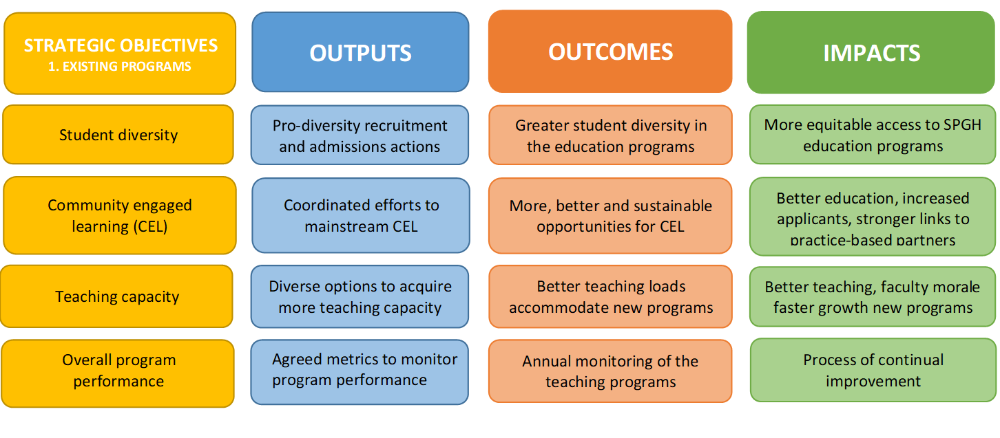 STRATEGIC OBJECTIVES
1. EXISTING PROGRAMS
OUTPUTS
OUTCOMES
IMPACTS
Student diversity
Pro-diversity recruitment
and admissions actions
Greater student diversity in
the education programs
More equitable access to SPGH
education programs
Community engaged
learning (CEL)
Coordinated efforts to
mainstream CEL
More, better and sustainable
opportunities for CEL
Better education, increased
applicants, stronger links to
practice-based partners
Teaching capacity
Diverse options to acquire
more teaching capacity
Better teaching loads
accommodate new programs
Better teaching, faculty morale
faster growth new programs
Overall program
performance
Agreed metrics to monitor
program performance
Annual monitoring of the
teaching programs
Process of continual
improvement